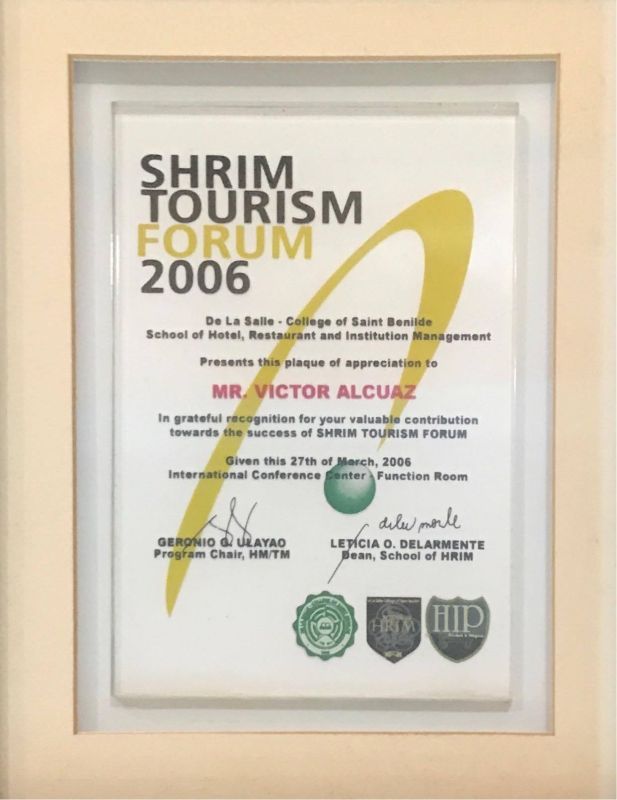 SHRIM
TOURISM
FORUM
2006
De La Salle - College of Saint Benilde
School of Hotel, Restaurant and Institution Management
Presents this plaque of appreciation to
MR. VICTOR ALCUAZ
In grateful recognition for your valuable contribution
towards the success of SHRIM TOURISM FORUM
Given this 27th of March, 2006
International Conference Center - Function Room
GERONIO G. ULAYAO
Program Chair, HM/TM
LETICIA O. DELARMENTE
Dean, School of HRIM
HRIM
HIP